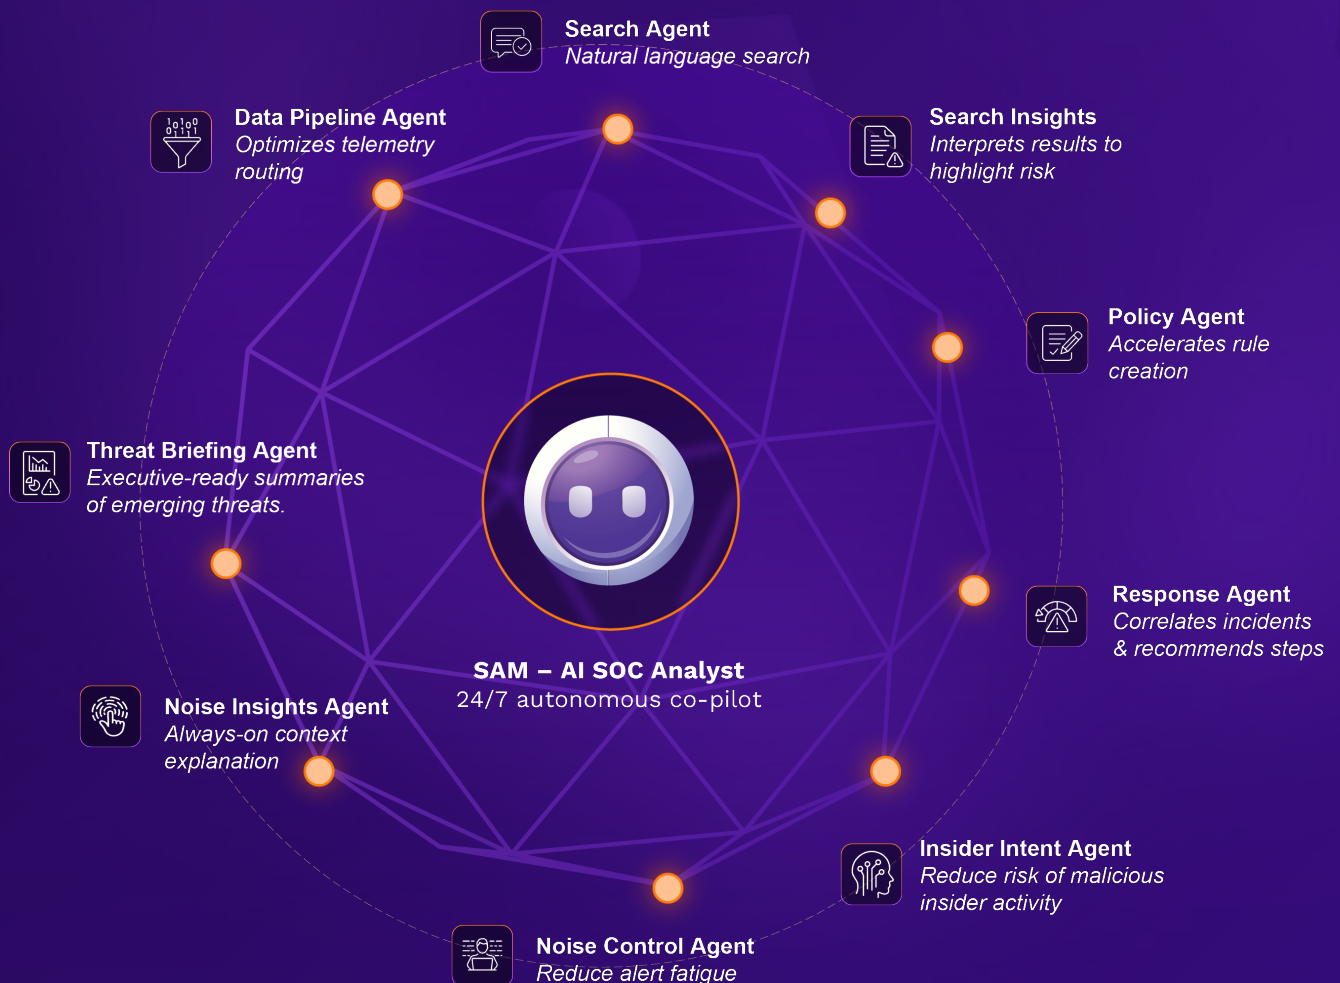 Search Agent
Natural language search
Data Pipeline Agent
Optimizes telemetry
routing
Search Insights
Interprets results to
highlight risk
Policy Agent
Accelerates rule
creation
Threat Briefing Agent
Executive-ready summaries
of emerging threats.
Response Agent
Correlates incidents
& recommends steps
SAM – AI SOC Analyst
24/7 autonomous co-pilot
Noise Insights Agent
Always-on context
explanation
Insider Intent Agent
Reduce risk of malicious
insider activity
Noise Control Agent
Reduce alert fatigue